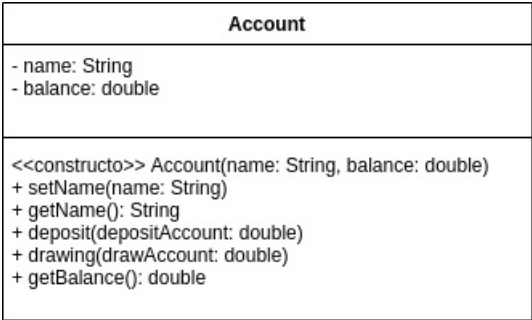 Account
- name: String
- balance: double
<<constructo>> Account(name: String, balance: double)
+ setName(name: String)
+ getName(): String
+ deposit(depositAccount: double)
+ drawing(drawAccount: double)
+ getBalance(): double